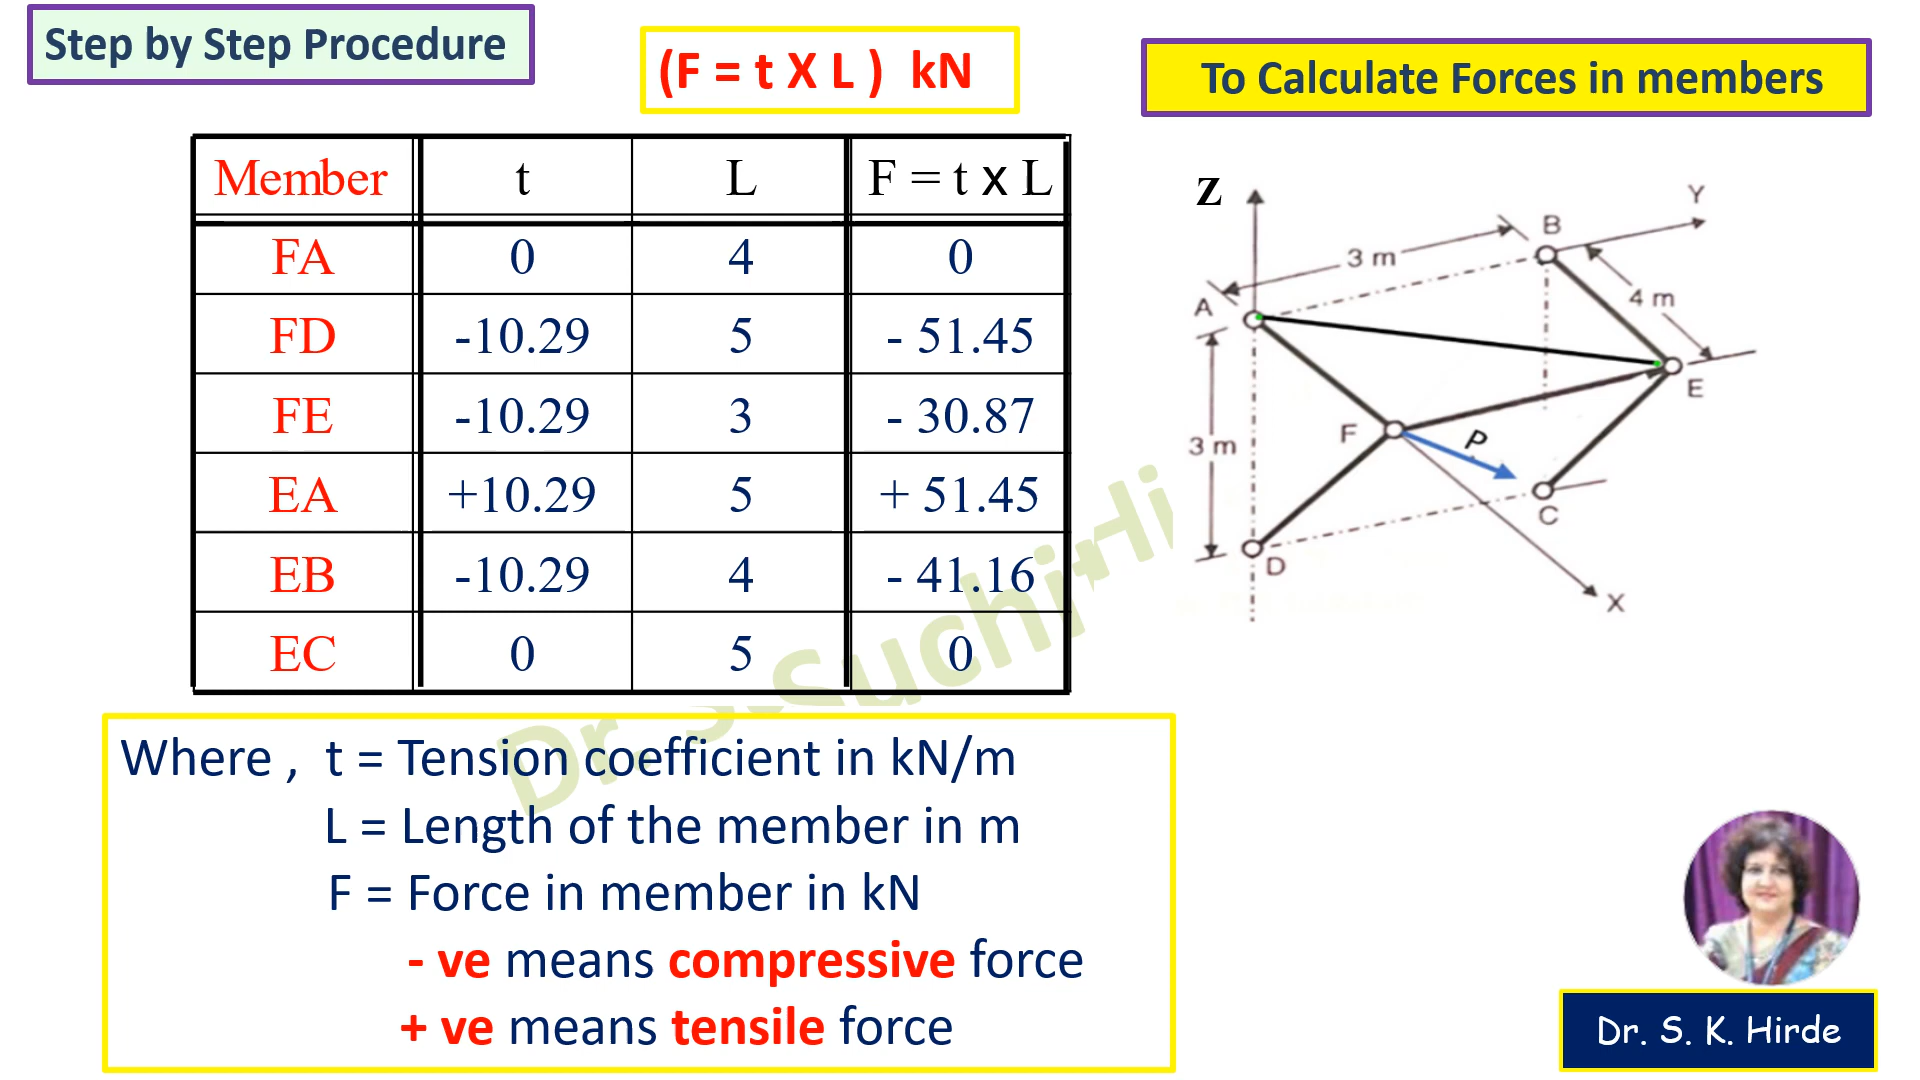 Step by Step Procedure
(F = t X L ) kN
To Calculate Forces in members
Member t L F = t x L
FA 0 4 0
FD -10.29 5 - 51.45
FE -10.29 3 - 30.87
EA +10.29 5 + 51.45
EB -10.29 4 - 41.16
EC 0 5 0
Z
Y
B
3 m
4 m
A
E
F
P
3 m
C
D
X
Where , t = Tension coefficient in kN/m
L = Length of the member in m
F = Force in member in kN
- ve means compressive force
+ ve means tensile force
Dr. S. K. Hirde